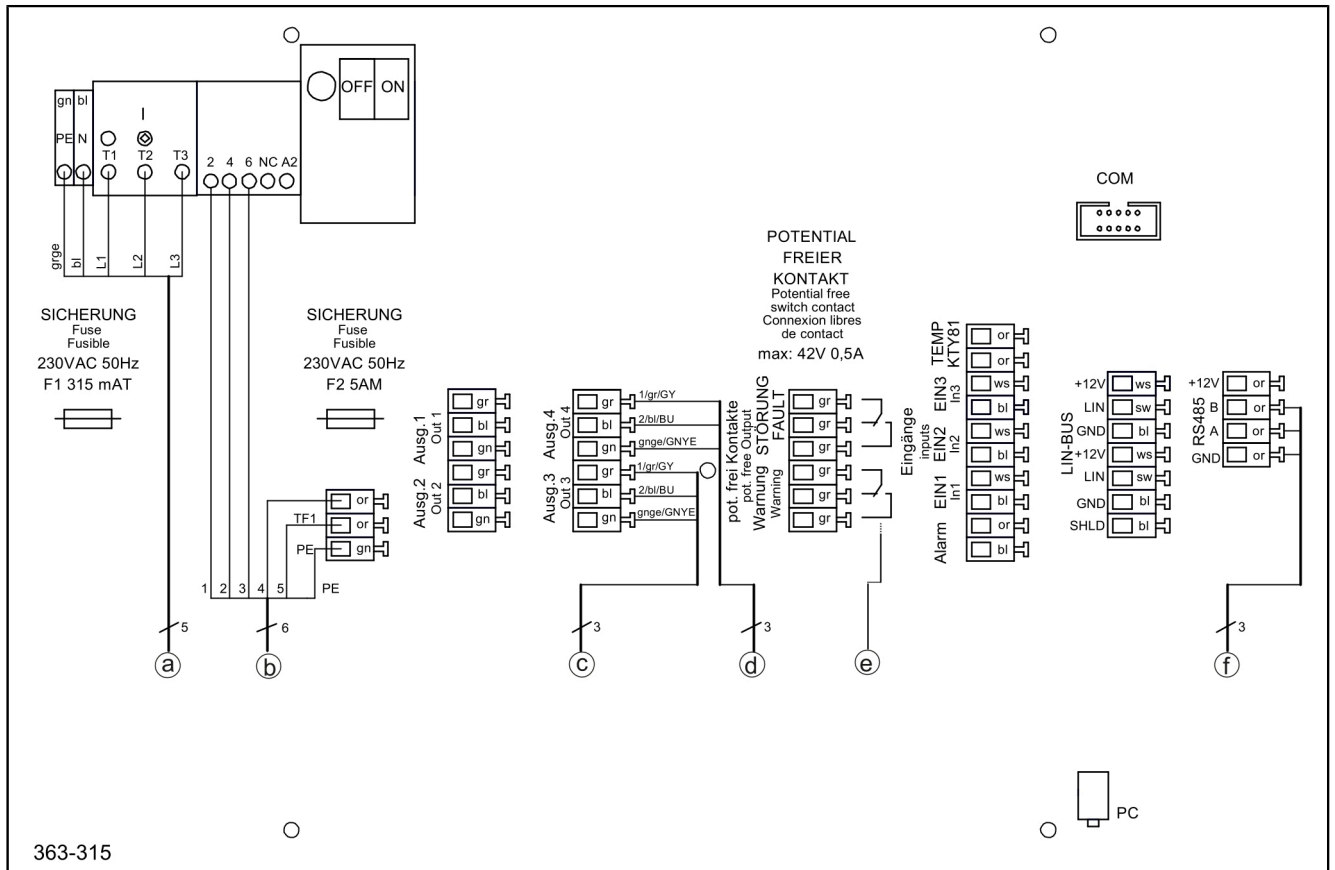 OFF ON
gn bl
I
PE N
T1 T2 T3
2 4 6 NC A2
COM
grge bl L1 L2 L3
SICHERUNG
Fuse
Fusible
230VAC 50Hz
F1 315 mAT
SICHERUNG
Fuse
Fusible
230VAC 50Hz
F2 5AM
POTENTIAL
FREIER
KONTAKT
Potential free
switch contact
Connexion libres
de contact
max: 42V 0,5A
or
TF1 or
PE gn
1 2 3 4 5 PE
Ausg.1
Out 1
gr
bl
gn
Ausg.2
Out 2
gr
bl
gn
Ausg.4
Out 4
gr 1/gr/GY
bl 2/bl/BU
gn gnge/GNYE
Ausg.3
Out 3
gr 1/gr/GY
bl 2/bl/BU
gn gnge/GNYE
pot. frei Kontakte
pot. free Output
STÖRUNG
FAULT
gr
gr
gr
Warnung
Warning
gr
gr
gr
Eingänge
inputs
TEMP
KTY81
or
or
EIN3
In3
ws
bl
EIN2
In2
ws
bl
EIN1
In1
ws
bl
Alarm
or
bl
LIN-BUS
+12V ws
LIN sw
GND bl
+12V ws
LIN sw
GND bl
SHLD bl
RS485
+12V or
B or
A or
GND or
5 6 3 3 3
a b c d e f
PC
363-315